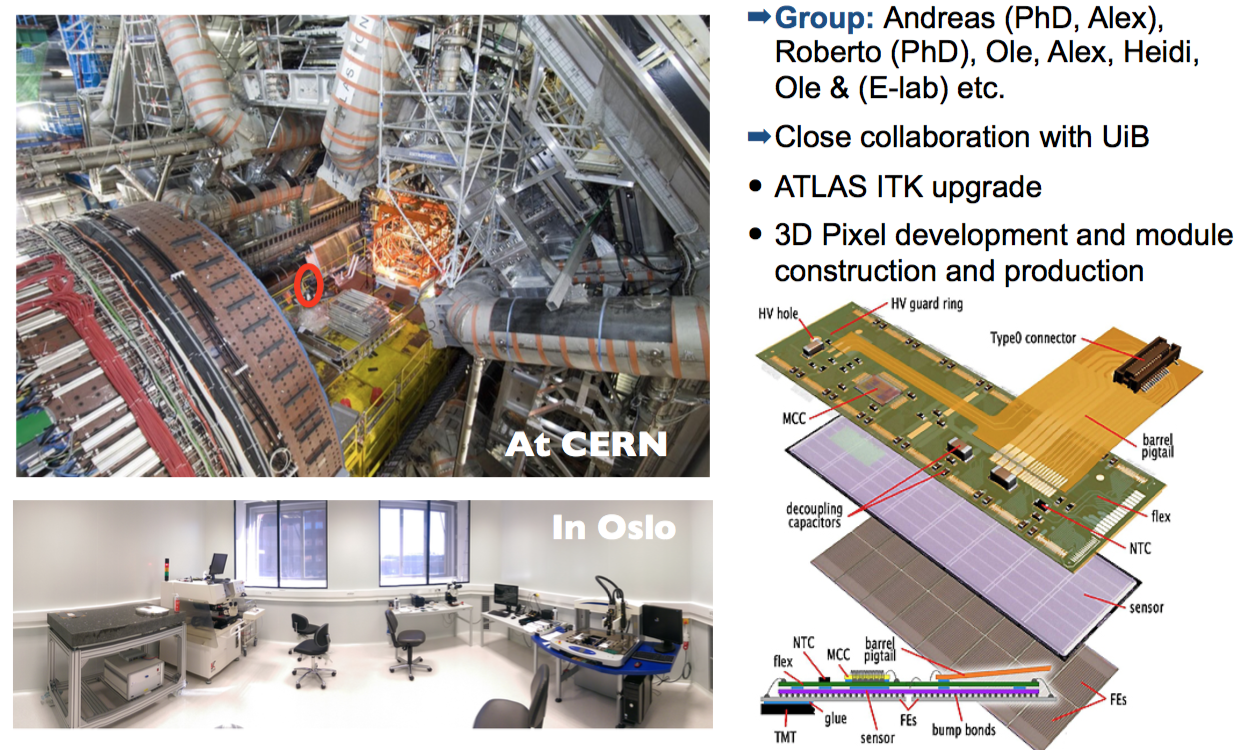 At CERN
In Oslo
➡Group: Andreas (PhD, Alex),
Roberto (PhD), Ole, Alex, Heidi,
Ole & (E-lab) etc.
➡Close collaboration with UiB
• ATLAS ITK upgrade
• 3D Pixel development and module
construction and production
HV hole
HV guard ring
Type0 connector
MCC
barrel
pigtail
decoupling
capacitors
flex
NTC
sensor
NTC
MCC
barrel
pigtail
flex
FEs
glue
FEs
bump bonds
TMT
sensor